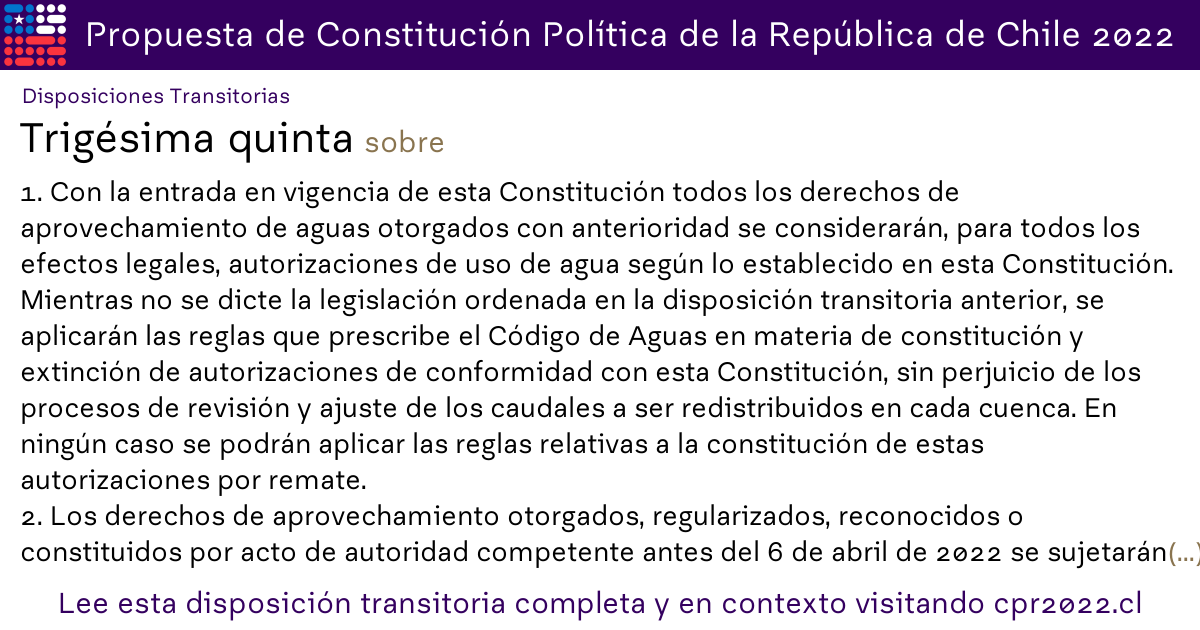 Propuesta de Constitución Política de la República de Chile 2022
Disposiciones Transitorias
Trigésima quinta sobre
1. Con la entrada en vigencia de esta Constitución todos los derechos de
aprovechamiento de aguas otorgados con anterioridad se considerarán, para todos los
efectos legales, autorizaciones de uso de agua según lo establecido en esta Constitución.
Mientras no se dicte la legislación ordenada en la disposición transitoria anterior, se
aplicarán las reglas que prescribe el Código de Aguas en materia de constitución y
extinción de autorizaciones de conformidad con esta Constitución, sin perjuicio de los
procesos de revisión y ajuste de los caudales a ser redistribuidos en cada cuenca. En
ningún caso se podrán aplicar las reglas relativas a la constitución de estas
autorizaciones por remate.
2. Los derechos de aprovechamiento otorgados, regularizados, reconocidos o
constituidos por acto de autoridad competente antes del 6 de abril de 2022 se sujetarán(...)
Lee esta disposición transitoria completa y en contexto visitando cpr2022.cl